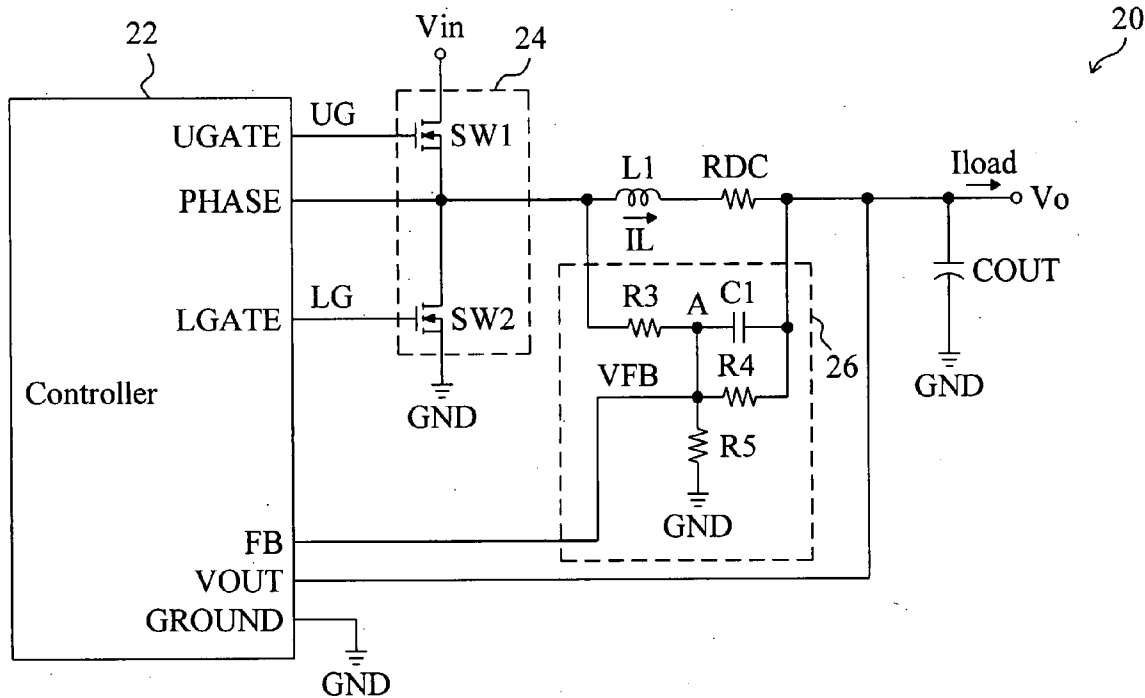 20
22
Vin
24
UGATE
UG
SW1
PHASE
L1
RDC
Iload
Vo
IL
COUT
LGATE
LG
SW2
R3
A
C1
26
GND
Controller
GND
VFB
R4
R5
GND
FB
VOUT
GROUND
GND